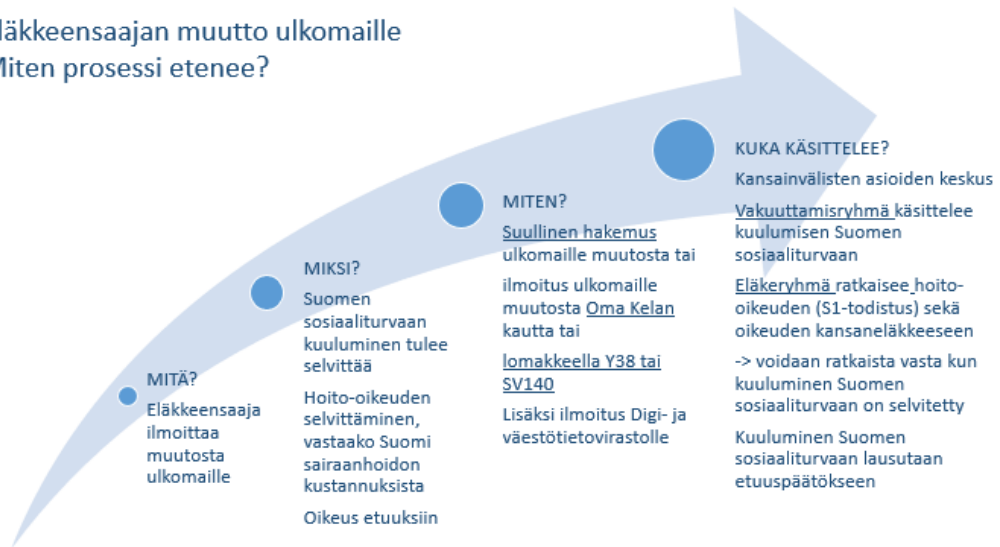 läkkeensaajan muutto ulkomaille
Miten prosessi etenee?
MITÄ?
Eläkkeensaaja
ilmoittaa
muutosta
ulkomaille
MIKSI?
Suomen
sosiaaliturvaan
kuuluminen tulee
selvittää
Hoito-oikeuden
selvittäminen,
vastaako Suomi
sairaanhoidon
kustannuksista
Oikeus etuuksiin
MITEN?
Suullinen hakemus
ulkomaille muutosta tai
ilmoitus ulkomaille
muutosta Oma Kelan
kautta tai
lomakkeella Y38 tai
SV140
Lisäksi ilmoitus Digi- ja
väestötietovirastolle
KUKA KÄSITTELEE?
Kansainvälisten asioiden keskus
Vakuuttamisryhmä käsittelee
kuulumisen Suomen
sosiaaliturvaan
Eläkeryhmä ratkaisee hoito-
oikeuden (S1-todistus) sekä
oikeuden kansaneläkkeeseen
-> voidaan ratkaista vasta kun
kuuluminen Suomen
sosiaaliturvaan on selvitetty
Kuuluminen Suomen
sosiaaliturvaan lausutaan
etuuspäätökseen